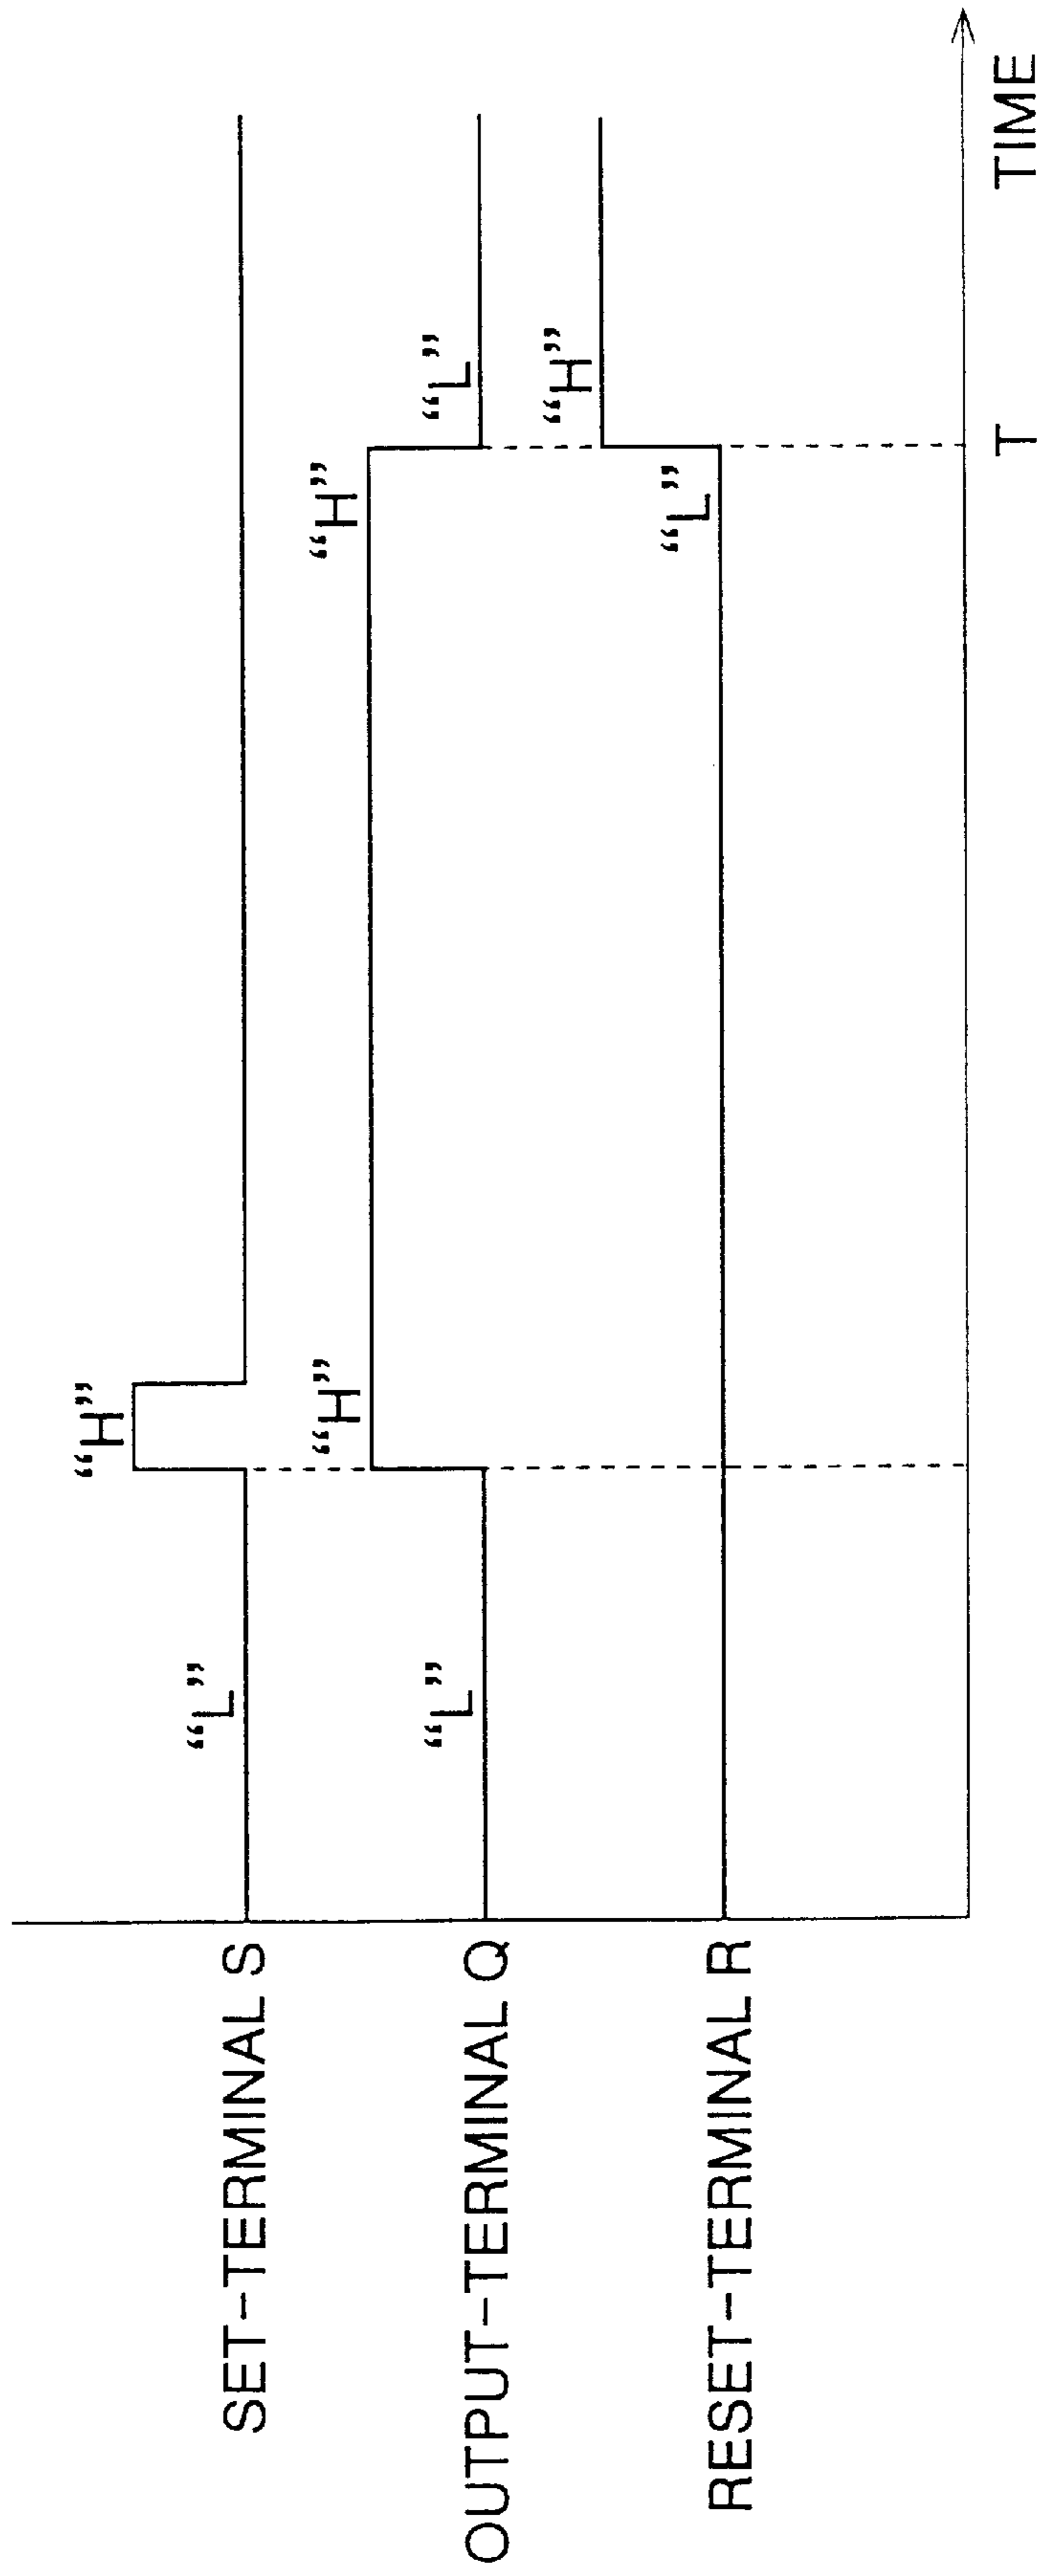 SET-TERMINAL S
“L”
“H”
OUTPUT-TERMINAL Q
“L”
“H”
“H”
“L”
RESET-TERMINAL R
“L”
“H”
T
TIME